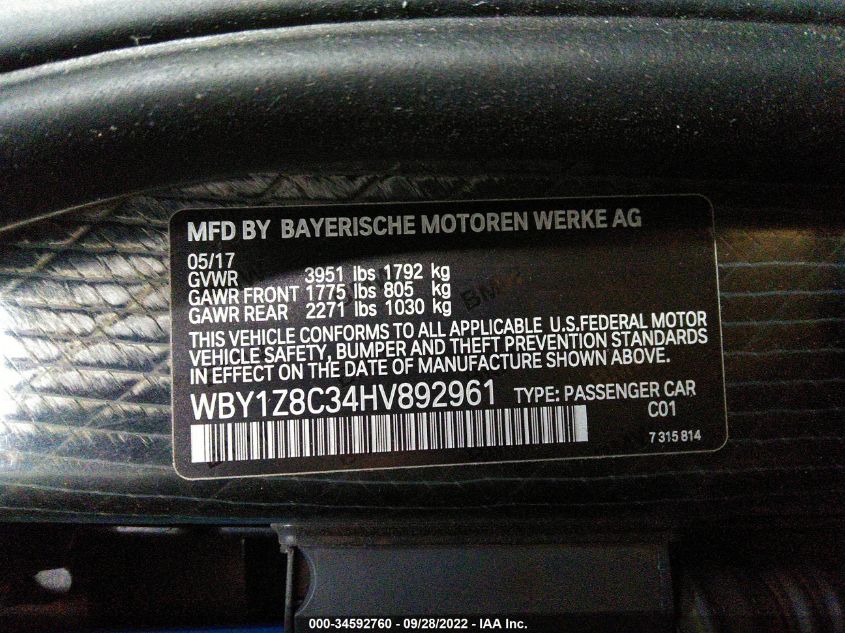 MFD BY BAYERISCHE MOTOREN WERKE AG
05/17
GVWR 3951 lbs 1792 kg
GAWR FRONT 1775 lbs 805 kg
GAWR REAR 2271 lbs 1030 kg
THIS VEHICLE CONFORMS TO ALL APPLICABLE U.S.FEDERAL MOTOR
VEHICLE SAFETY, BUMPER AND THEFT PREVENTION STANDARDS
IN EFFECT ON THE DATE OF MANUFACTURE SHOWN ABOVE.
WBY1Z8C34HV892961 TYPE: PASSENGER CAR
C01
7 315 814
000-34592760 - 09/28/2022 - IAA Inc.